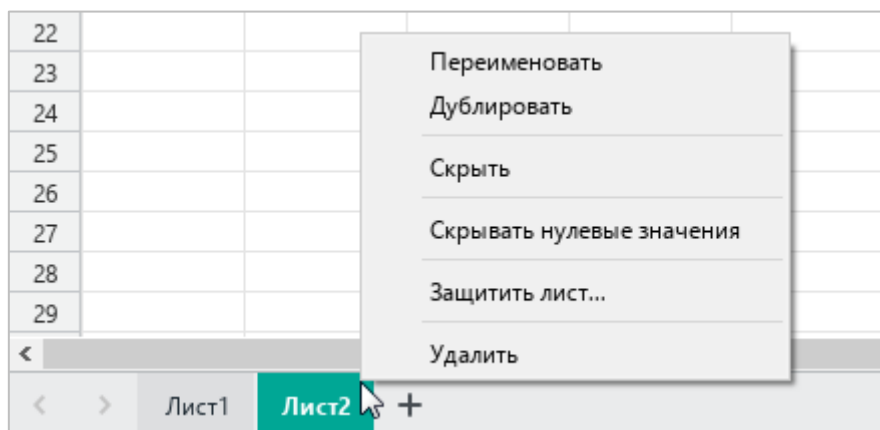 22
Переименовать
23
Дублировать
24
25
Скрыть
26
27
Скрывать нулевые значения
28
Защитить лист...
29
Удалить
Лист1 Лист2 +